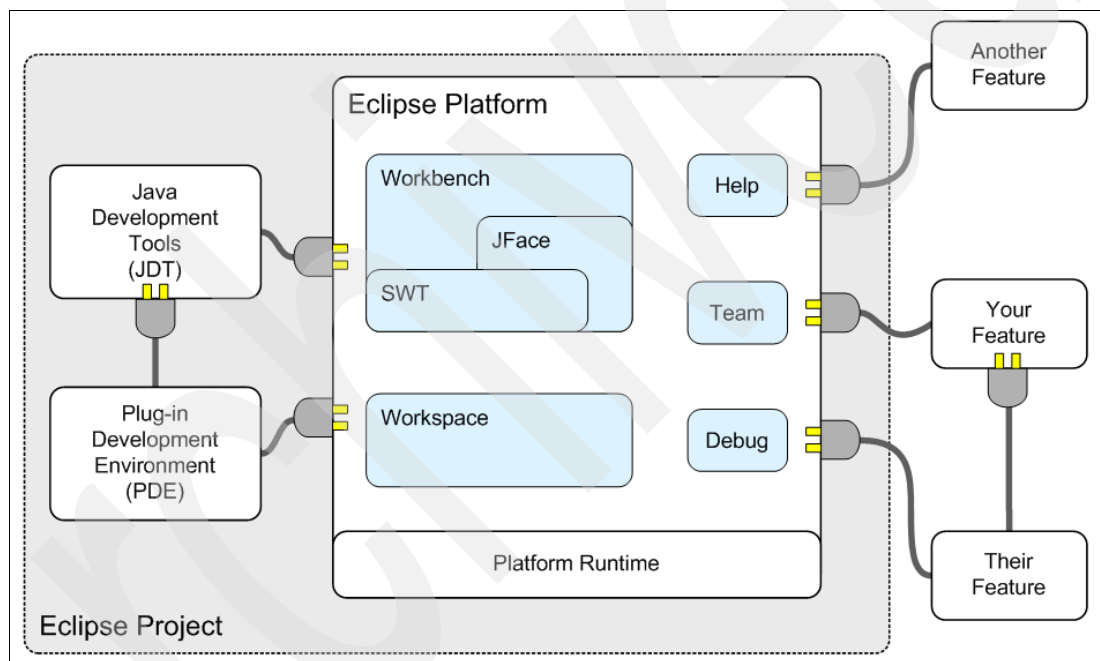 Another
Feature
Eclipse Platform
Workbench
Help
Java
Development
Tools
(JDT)
JFace
SWT
Team
Your
Feature
Plug-in
Development
Environment
(PDE)
Workspace
Debug
Platform Runtime
Their
Feature
Eclipse Project